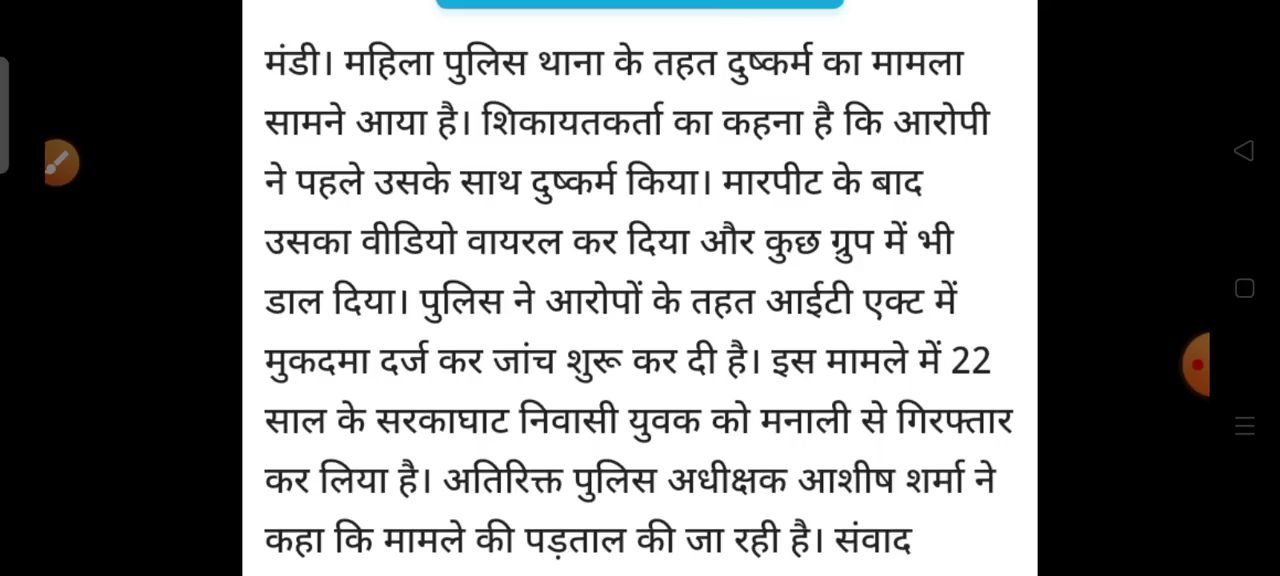 मंडी। महिला पुलिस थाना के तहत दुष्कर्म का मामला
सामने आया है। शिकायतकर्ता का कहना है कि आरोपी
ने पहले उसके साथ दुष्कर्म किया। मारपीट के बाद
उसका वीडियो वायरल कर दिया और कुछ ग्रुप में भी
डाल दिया। पुलिस ने आरोपों के तहत आईटी एक्ट में
मुकदमा दर्ज कर जांच शुरू कर दी है। इस मामले में 22
साल के सरकाघाट निवासी युवक को मनाली से गिरफ्तार
कर लिया है। अतिरिक्त पुलिस अधीक्षक आशीष शर्मा ने
कहा कि मामले की पड़ताल की जा रही है। संवाद